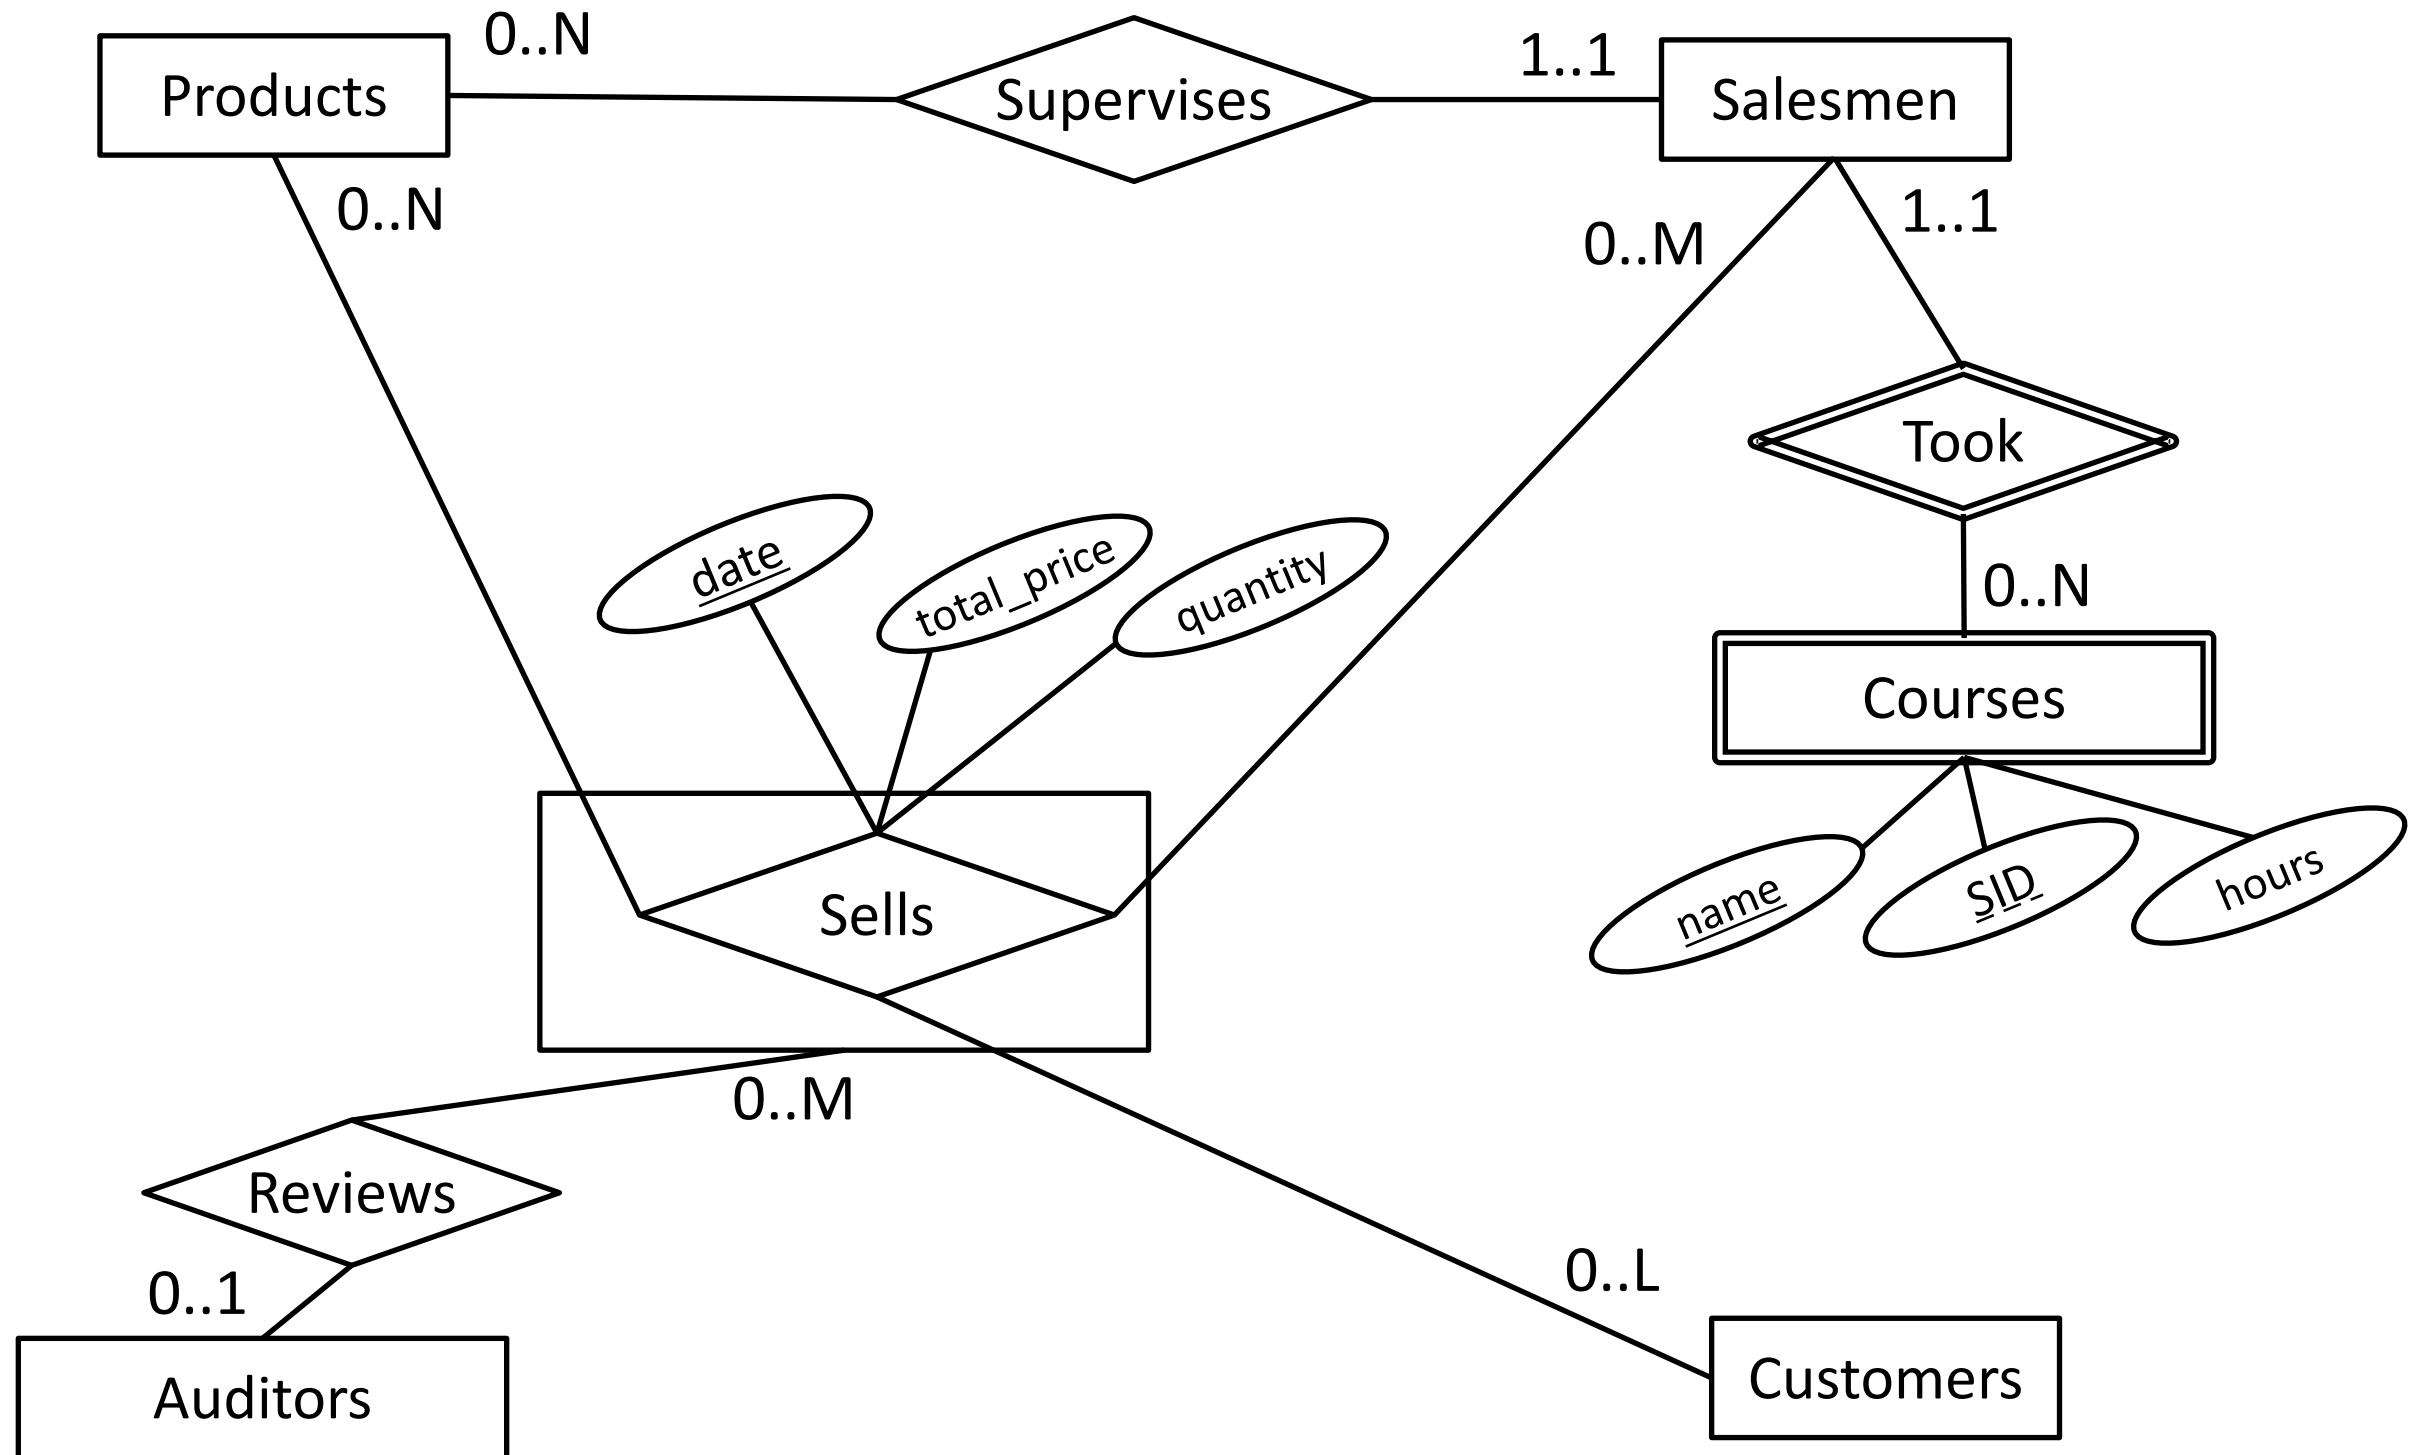 0..N
1..1
Products
Supervises
Salesmen
0..N
1..1
0..M
Took
date
total_price
quantity
0..N
Courses
name
SID
hours
Sells
0..M
Reviews
0..1
0..L
Auditors
Customers